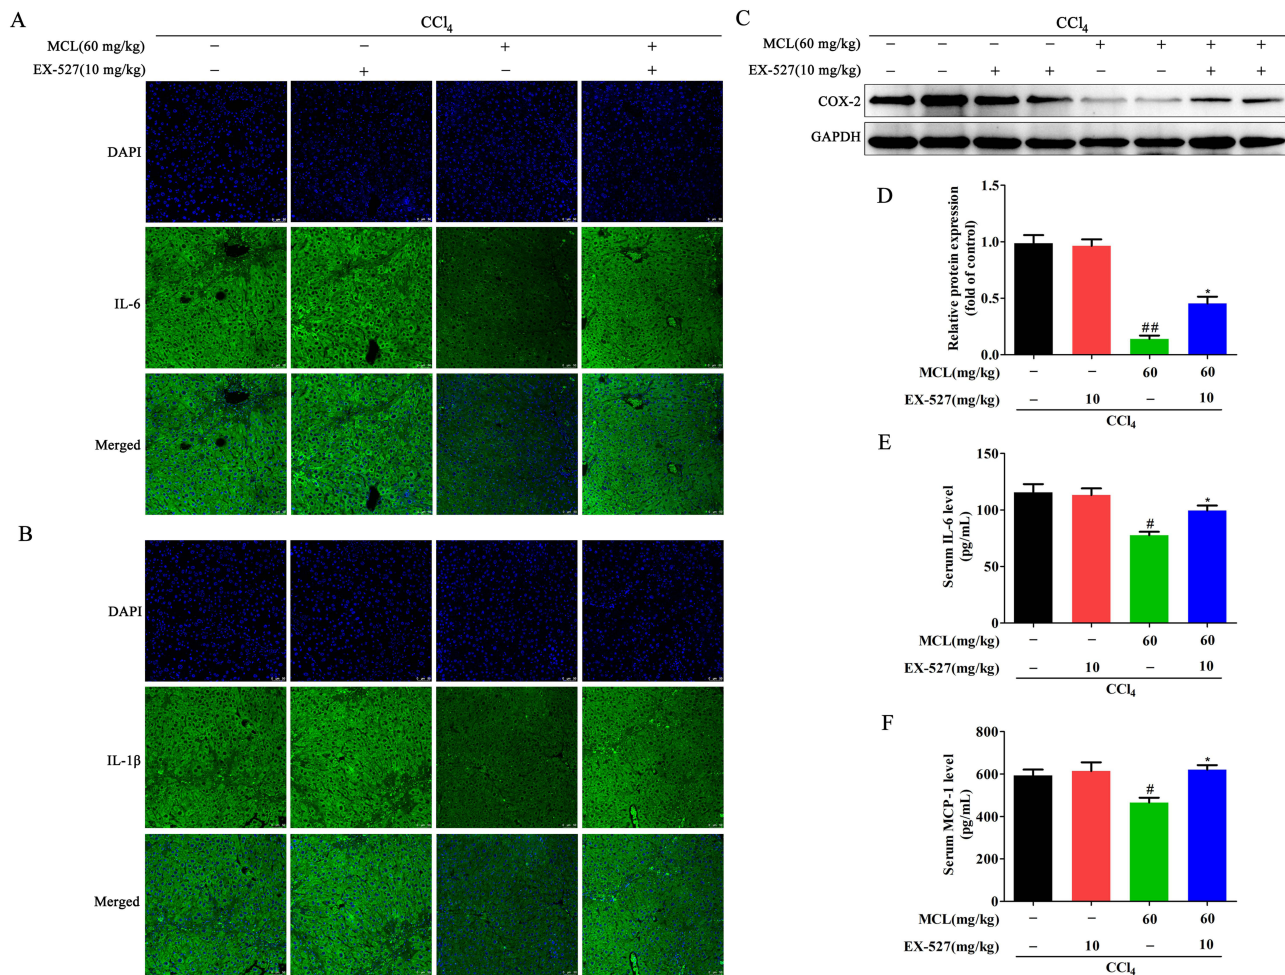 A
CCl4
MCL(60 mg/kg) − − + +
EX-527(10 mg/kg) − + − +
DAPI
IL-6
Merged
B
DAPI
IL-1β
Merged
C
CCl4
MCL(60 mg/kg) − − − − + + + +
EX-527(10 mg/kg) − − + + − − + +
COX-2
GAPDH
D
Relative protein expression
(fold of control)
1.5
1.0
0.5
0.0
##
*
MCL(mg/kg) − − 60 60
EX-527(mg/kg) − 10 − 10
CCl4
E
Serum IL-6 level
(pg/mL)
150
100
50
0
#
*
MCL(mg/kg) − − 60 60
EX-527(mg/kg) − 10 − 10
CCl4
F
Serum MCP-1 level
(pg/mL)
800
600
400
200
0
#
*
MCL(mg/kg) − − 60 60
EX-527(mg/kg) − 10 − 10
CCl4